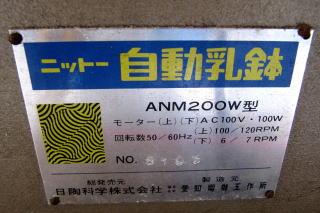 ニットー 自動乳鉢
ANM200W型
モーター(上)(下)AC100V・100W
回転数50/60Hz (上)100/120RPM
(下) 6/ 7RPM
NO.
総発売元 製造元
日陶科学株式会社